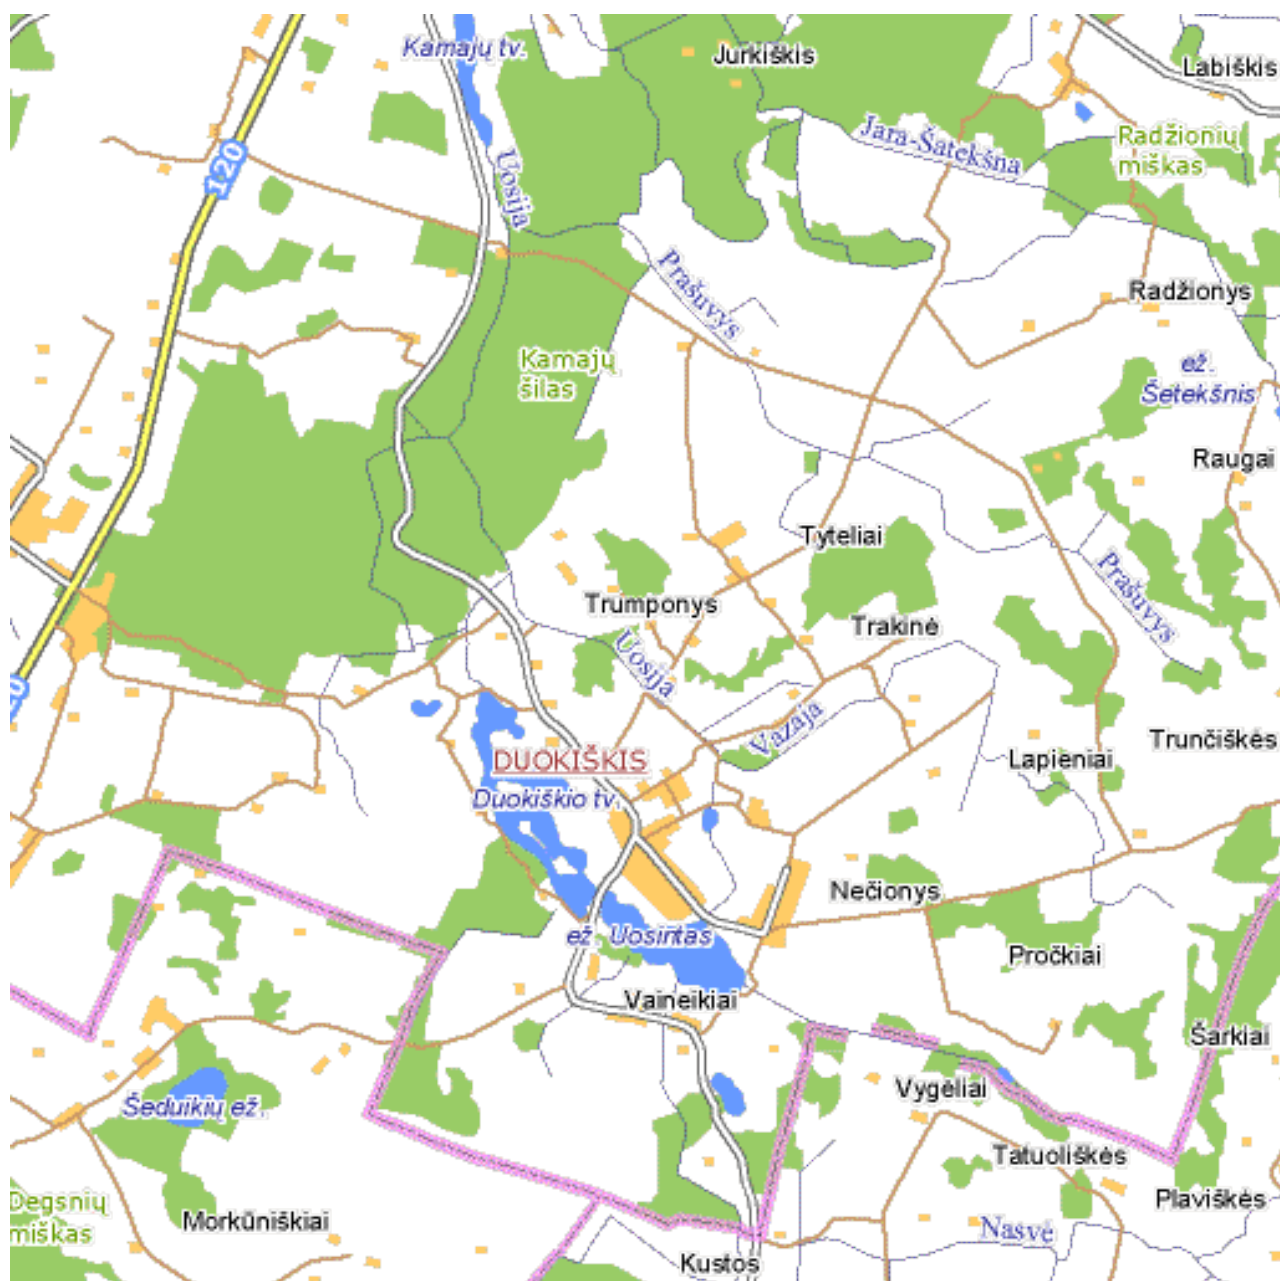 Kamajų tv.
Jurkiškis
Labiškis
Jara-Šatekšna
Radžionių
miškas
120
Uosija
Prašuvys
Radžionys
Kamajų
šilas
ež.
Šetekšnis
Raugai
Tyteliai
Prašuvys
Trumponys
Trakinė
Uosija
Vazaja
Trunčiškės
DUOKIŠKIS
Lapieniai
Duokiškio tv.
Nečionys
ež. Uosintas
Pročkiai
Vaineikiai
Šarkiai
Vygėliai
Šeduikių ež.
Tatuoliškės
Plaviškės
Degsnių
miškas
Morkūniškiai
Nasvė
Kustos